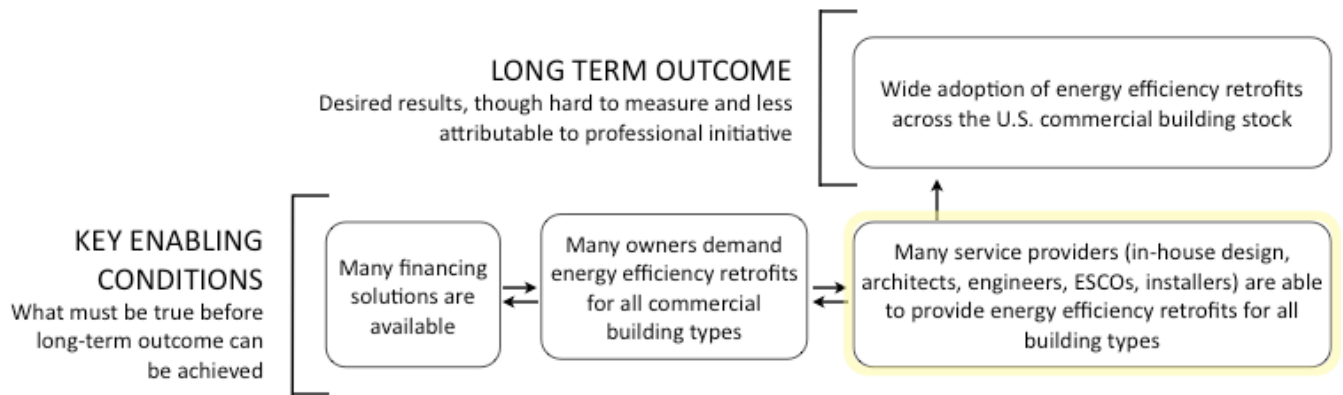 LONG TERM OUTCOME
Desired results, though hard to measure and less
attributable to professional initiative
Wide adoption of energy efficiency retrofits
across the U.S. commercial building stock
KEY ENABLING
CONDITIONS
What must be true before
long-term outcome can
be achieved
Many financing
solutions are
available
Many owners demand
energy efficiency retrofits
for all commercial
building types
Many service providers (in-house design,
architects, engineers, ESCOs, installers) are able
to provide energy efficiency retrofits for all
building types